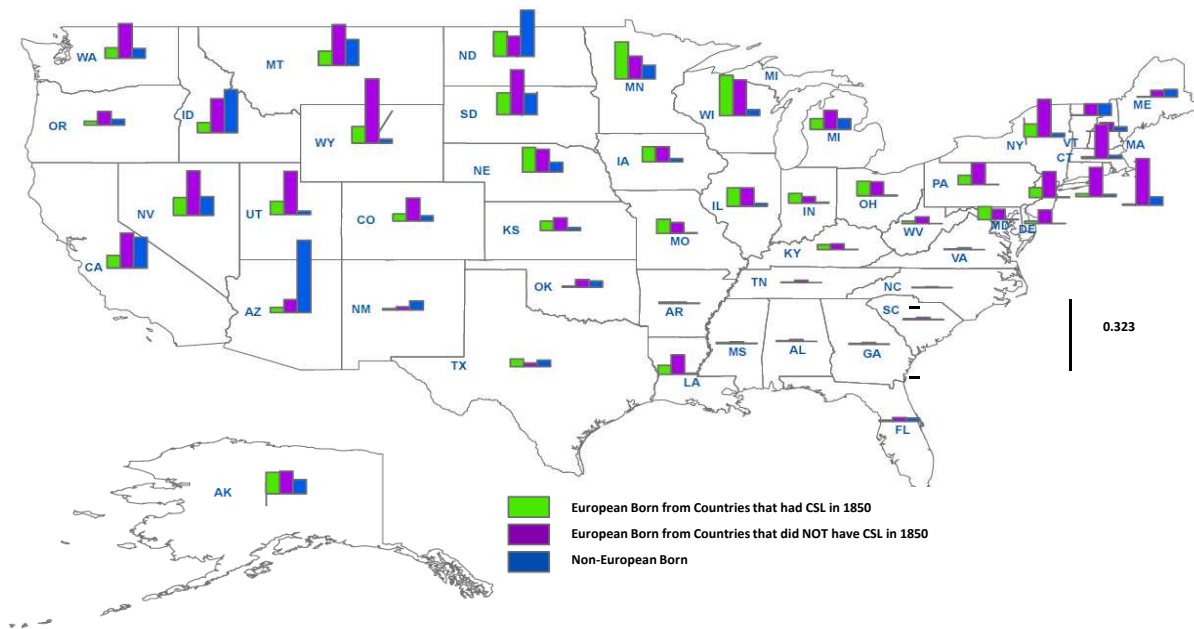 WA
MT
ND
MN
MI
ME
OR
ID
SD
WI
WY
MI
NY
VT
MA
CT
IA
NE
PA
NV
UT
CO
IL
IN
OH
MD
DE
WV
KS
MO
KY
VA
CA
TN
NC
AZ
NM
OK
AR
SC
0.323
MS
AL
GA
TX
LA
FL
AK
European Born from Countries that had CSL in 1850
European Born from Countries that did NOT have CSL in 1850
Non-European Born